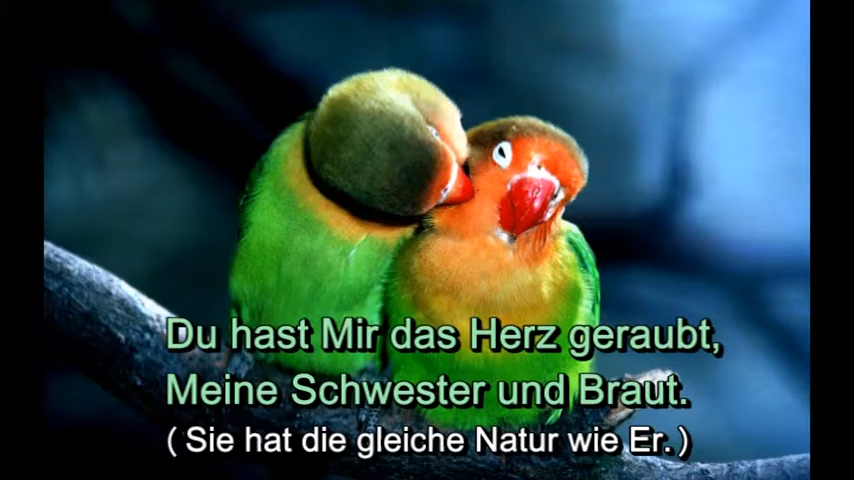 Du hast Mir das Herz geraubt,
Meine Schwester und Braut.
( Sie hat die gleiche Natur wie Er. )